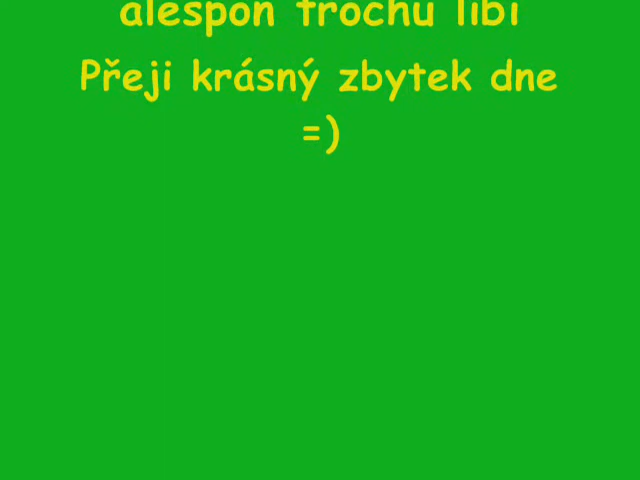 alespoň trochu líbí
Přeji krásný zbytek dne
=)